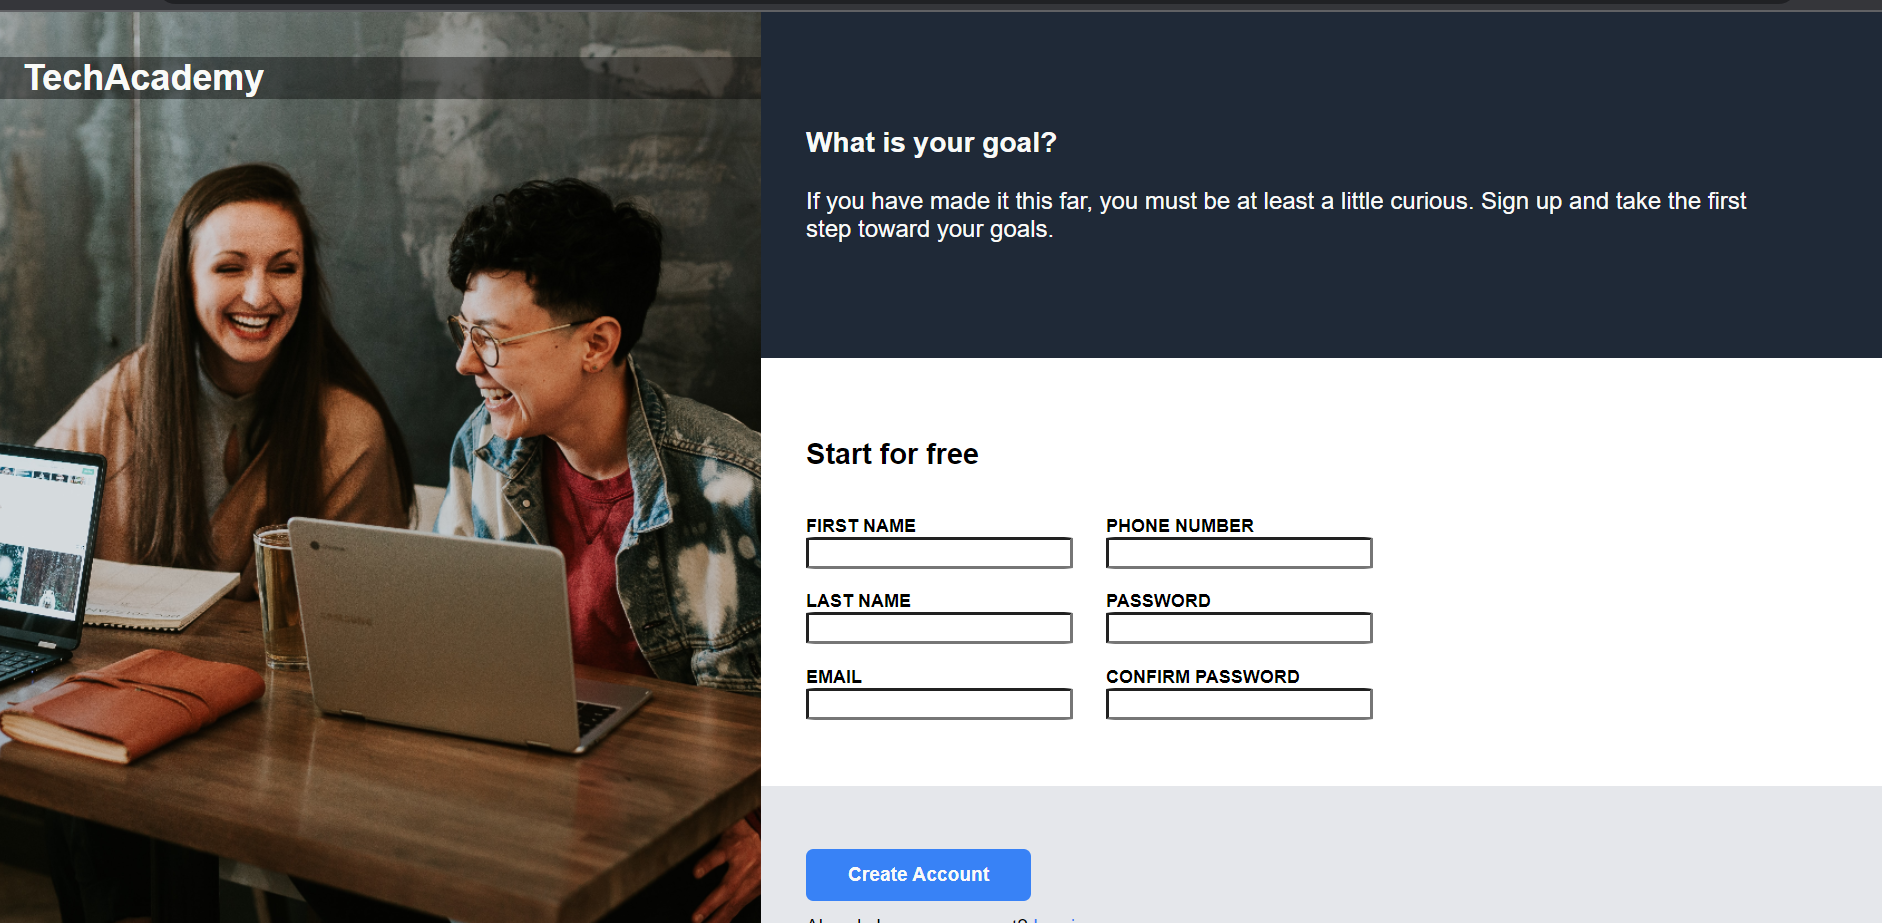 TechAcademy
What is your goal?
If you have made it this far, you must be at least a little curious. Sign up and take the first
step toward your goals.
Start for free
FIRST NAME
PHONE NUMBER
LAST NAME
PASSWORD
EMAIL
CONFIRM PASSWORD
Create Account